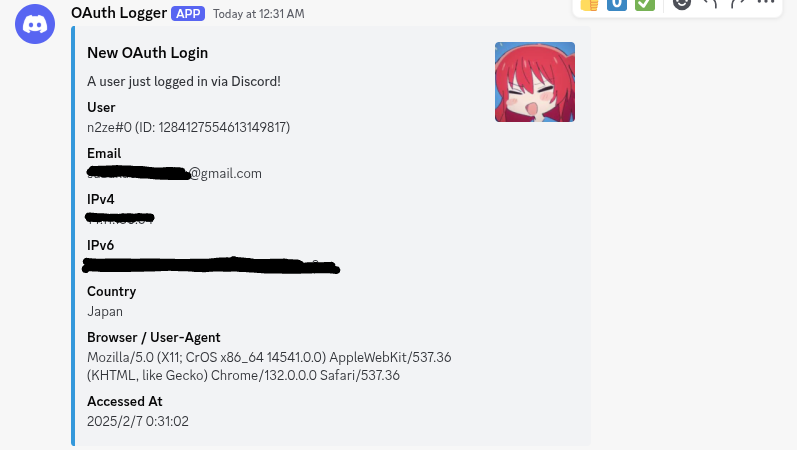 OAuth Logger APP Today at 12:31 AM
New OAuth Login
A user just logged in via Discord!
User
n2ze#0 (ID: 1284127554613149817)
Email
@gmail.com
IPv4
IPv6
Country
Japan
Browser / User-Agent
Mozilla/5.0 (X11; CrOS x86_64 14541.0.0) AppleWebKit/537.36
(KHTML, like Gecko) Chrome/132.0.0.0 Safari/537.36
Accessed At
2025/2/7 0:31:02